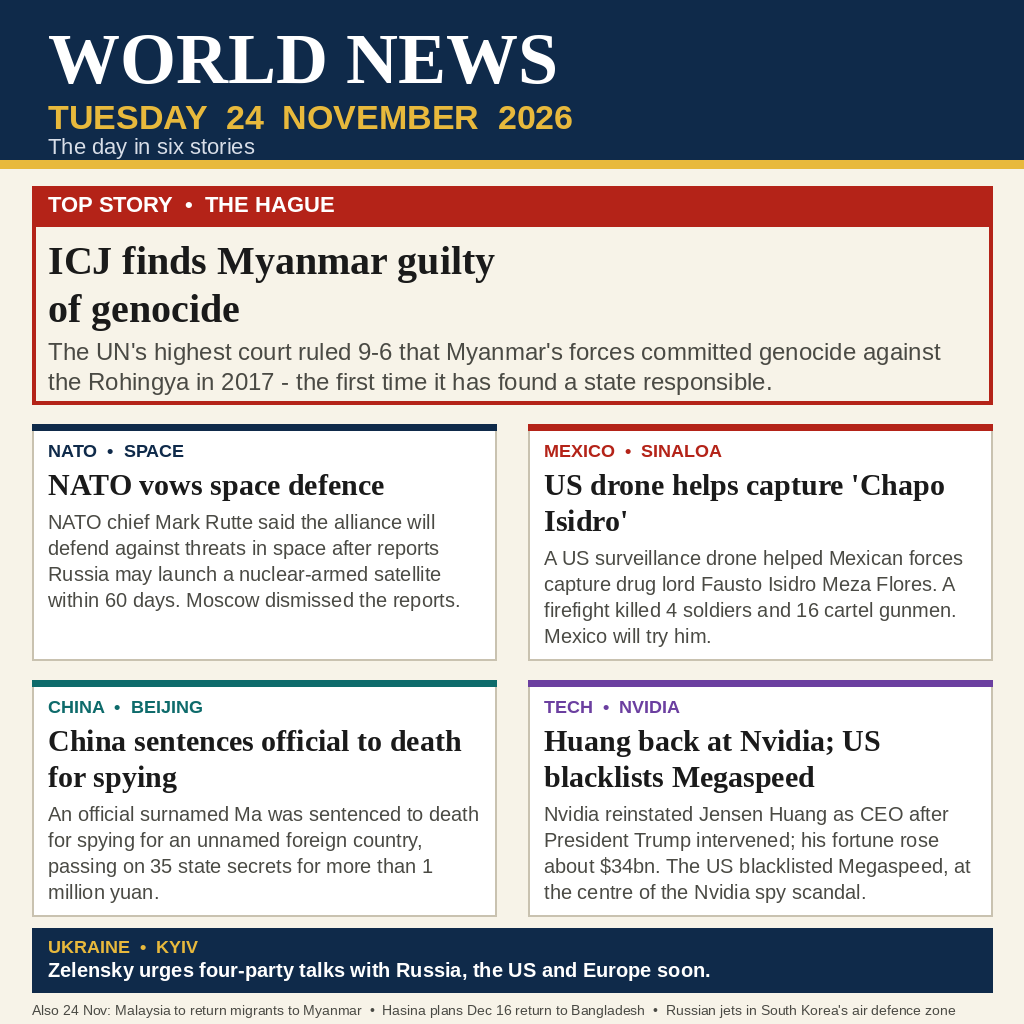 WORLD NEWS
TUESDAY 24 NOVEMBER 2026
The day in six stories
TOP STORY • THE HAGUE
ICJ finds Myanmar guilty
of genocide
The UN's highest court ruled 9-6 that Myanmar's forces committed genocide against
the Rohingya in 2017 - the first time it has found a state responsible.
NATO • SPACE
NATO vows space defence
NATO chief Mark Rutte said the alliance will
defend against threats in space after reports
Russia may launch a nuclear-armed satellite
within 60 days. Moscow dismissed the reports.
MEXICO • SINALOA
US drone helps capture 'Chapo
Isidro'
A US surveillance drone helped Mexican forces
capture drug lord Fausto Isidro Meza Flores. A
firefight killed 4 soldiers and 16 cartel gunmen.
Mexico will try him.
CHINA • BEIJING
China sentences official to death
for spying
An official surnamed Ma was sentenced to death
for spying for an unnamed foreign country,
passing on 35 state secrets for more than 1
million yuan.
TECH • NVIDIA
Huang back at Nvidia; US
blacklists Megaspeed
Nvidia reinstated Jensen Huang as CEO after
President Trump intervened; his fortune rose
about $34bn. The US blacklisted Megaspeed, at
the centre of the Nvidia spy scandal.
UKRAINE • KYIV
Zelensky urges four-party talks with Russia, the US and Europe soon.
Also 24 Nov: Malaysia to return migrants to Myanmar • Hasina plans Dec 16 return to Bangladesh • Russian jets in South Korea's air defence zone